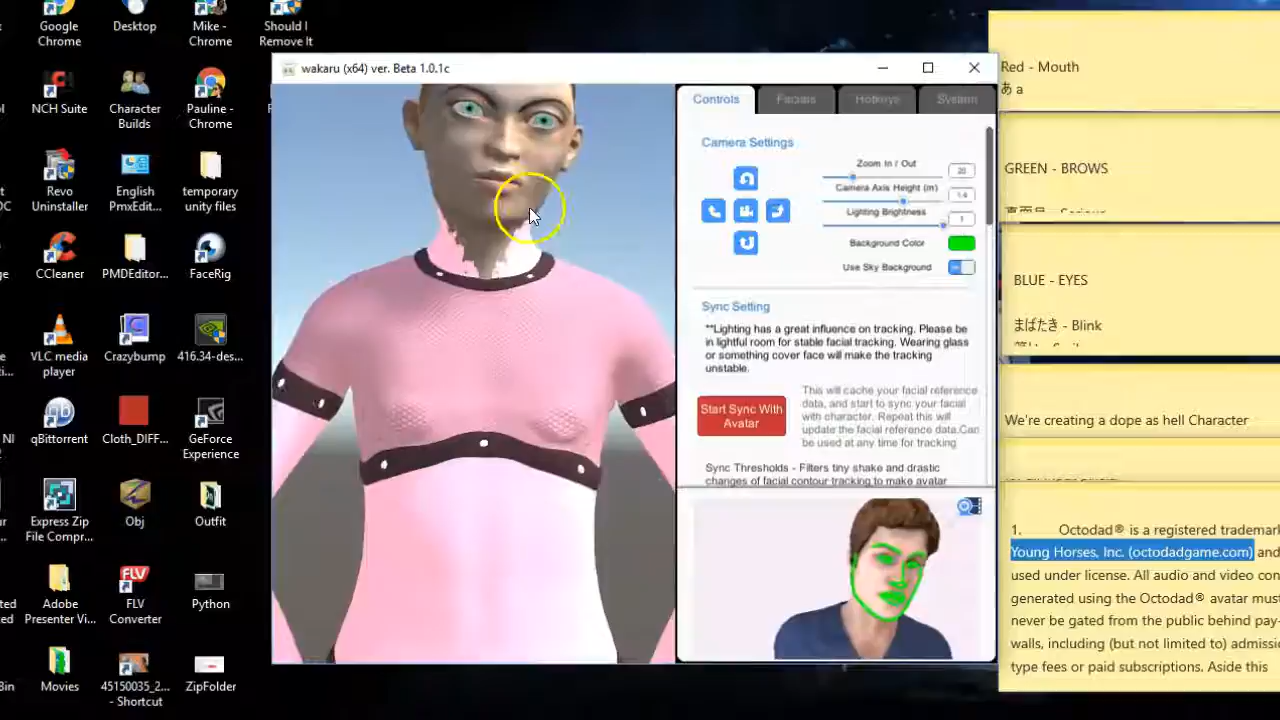 Google
Chrome
Desktop
Mike -
Chrome
Should I
Remove It
NCH Suite
Character
Builds
Pauline -
Chrome
Revo
Uninstaller
English
PmxEdit...
temporary
unity files
CCleaner
PMDEditor...
FaceRig
VLC media
player
Crazybump
416.34-des...
qBittorrent
Cloth_DIFF...
GeForce
Experience
Express Zip
File Compr...
Obj
Outfit
Adobe
Presenter Vi...
FLV
FLV
Converter
Python
Movies
45150035_2...
- Shortcut
ZipFolder
wakaru (x64) ver. Beta 1.0.1c
Controls
Facials
Hotkeys
System
Camera Settings
Zoom In / Out
20
Camera Axis Height (m)
Lighting Brightness
1
Background Color
Use Sky Background
Sync Setting
**Lighting has a great influence on tracking. Please be
in lightful room for stable facial tracking. Wearing glass
or something cover face will make the tracking
unstable.
Start Sync With
Avatar
This will cache your facial reference
data, and start to sync your facial
with character. Repeat this will
update the facial reference data.Can
be used at any time for tracking
Sync Thresholds - Filters tiny shake and drastic
changes of facial contour tracking to make avatar
Red - Mouth
あ a
GREEN - BROWS
真面目 - Serious
BLUE - EYES
まばたき - Blink
We're creating a dope as hell Character
1. Octodad® is a registered trademark
Young Horses, Inc. (octodadgame.com) and
used under license. All audio and video con
generated using the Octodad® avatar must
never be gated from the public behind pay-
walls, including (but not limited to) admissi
type fees or paid subscriptions. Aside this